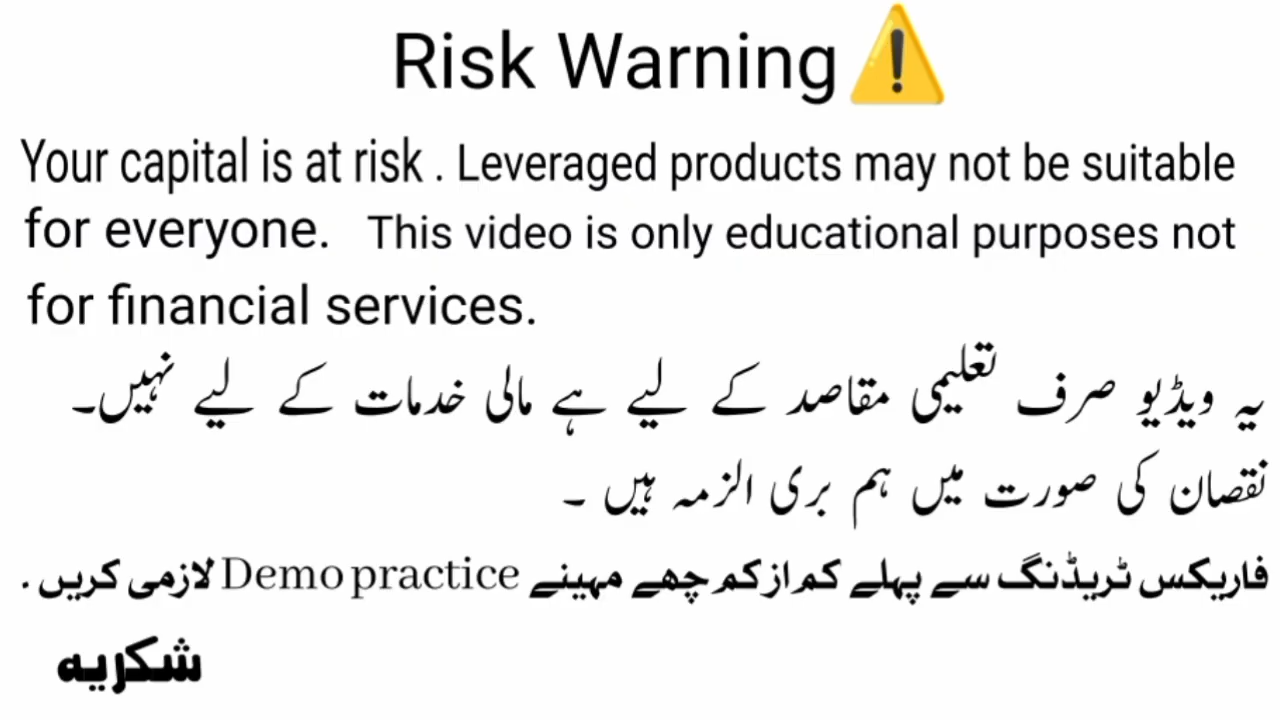 Risk Warning⚠️
Your capital is at risk . Leveraged products may not be suitable
for everyone. This video is only educational purposes not
for financial services.
یہ ویڈیو صرف تعلیمی مقاصد کے لیے ہے مالی خدمات کے لیے نہیں۔
نقصان کی صورت میں ہم بری الزمہ ہیں ۔
فاریکس ٹریڈنگ سے پہلے کم از کم چھے مہینے Demo practice لازمی کریں .
شکریہ